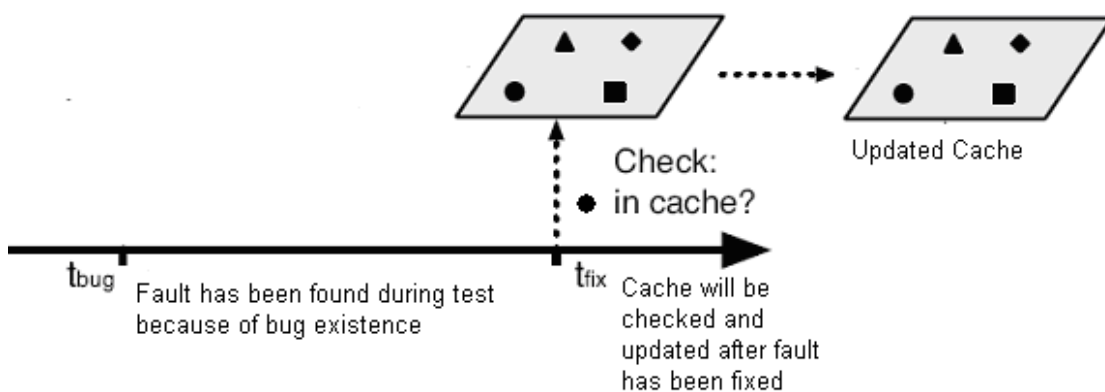 Updated Cache
Check:
in cache?
tbug
Fault has been found during test
because of bug existence
tfix
Cache will be
checked and
updated after fault
has been fixed